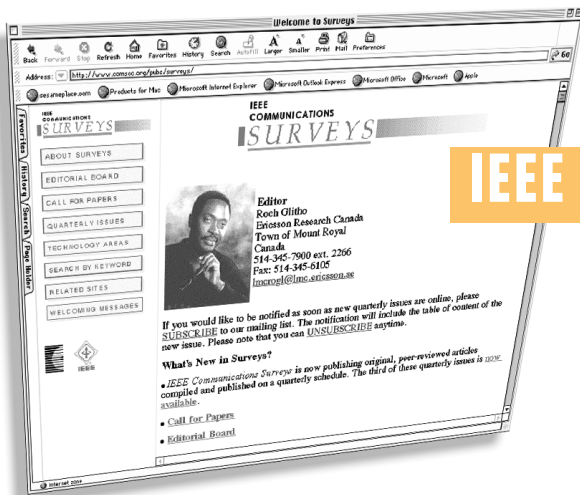 Welcome to Surveys
Back Forward Stop Refresh Home Favorites History Search AutoFill Larger Smaller Print Mail Preferences
Address: http://www.comsoc.org/pubs/surveys/ Go
sesameplace.com Products for Mac Microsoft Internet Explorer Microsoft Outlook Express Microsoft Office Microsoft Apple
Favorites History Search Page Holder
IEEE
COMMUNICATIONS
SURVEYS
ABOUT SURVEYS
EDITORIAL BOARD
CALL FOR PAPERS
QUARTERLY ISSUES
TECHNOLOGY AREAS
SEARCH BY KEYWORD
RELATED SITES
WELCOMING MESSAGES
IEEE
IEEE
COMMUNICATIONS
SURVEYS
Editor
Roch Glitho
Ericsson Research Canada
Town of Mount Royal
Canada
514-345-7900 ext. 2266
Fax: 514-345-6105
lmcrogl@lmc.ericsson.se
If you would like to be notified as soon as new quarterly issues are online, please
SUBSCRIBE to our mailing list. The notification will include the table of content of the
new issue. Please note that you can UNSUBSCRIBE anytime.
What's New in Surveys?
• IEEE Communications Surveys is now publishing original, peer-reviewed articles
compiled and published on a quarterly schedule. The third of these quarterly issues is now
available.
• Call for Papers
• Editorial Board
Internet zone
IEEE